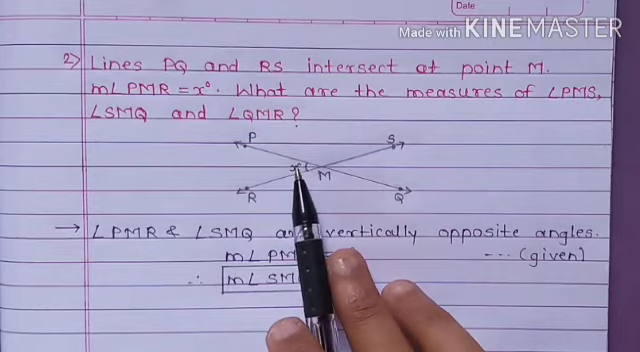 Date
Made with KINEMASTER
2) Lines PQ and RS intersect at point M.
m∠PMR = x°. What are the measures of ∠PMS,
∠SMQ and ∠QMR?
P S
x° M
R Q
→ ∠PMR & ∠SMQ vertically opposite angles.
m∠PM --- (given)
∴ m∠SM